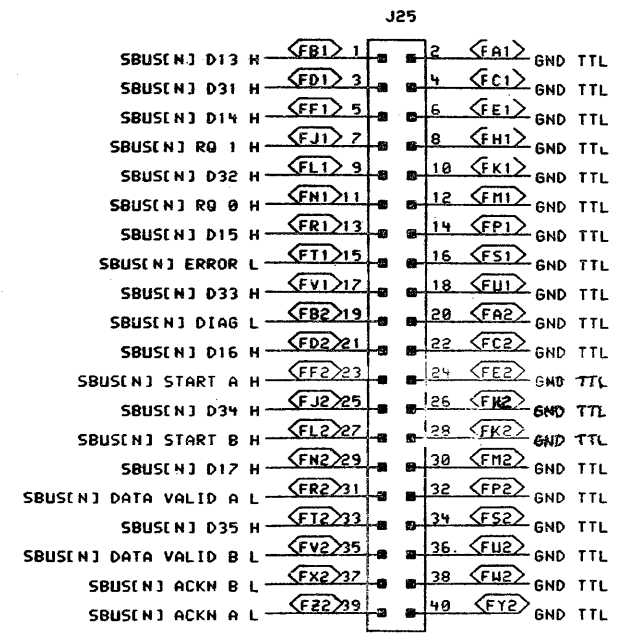 J25
SBUS[N] D13 H FB1 1 2 FA1 GND TTL
SBUS[N] D31 H FD1 3 4 FC1 GND TTL
SBUS[N] D14 H FF1 5 6 FE1 GND TTL
SBUS[N] RQ 1 H FJ1 7 8 FH1 GND TTL
SBUS[N] D32 H FL1 9 10 FK1 GND TTL
SBUS[N] RQ 0 H FN1 11 12 FM1 GND TTL
SBUS[N] D15 H FR1 13 14 FP1 GND TTL
SBUS[N] ERROR L FT1 15 16 FS1 GND TTL
SBUS[N] D33 H FV1 17 18 FU1 GND TTL
SBUS[N] DIAG L FB2 19 20 FA2 GND TTL
SBUS[N] D16 H FD2 21 22 FC2 GND TTL
SBUS[N] START A H FF2 23 24 FE2 GND TTL
SBUS[N] D34 H FJ2 25 26 FH2 GND TTL
SBUS[N] START B H FL2 27 28 FK2 GND TTL
SBUS[N] D17 H FN2 29 30 FM2 GND TTL
SBUS[N] DATA VALID A L FR2 31 32 FP2 GND TTL
SBUS[N] D35 H FT2 33 34 FS2 GND TTL
SBUS[N] DATA VALID B L FV2 35 36 FU2 GND TTL
SBUS[N] ACKN B L FX2 37 38 FW2 GND TTL
SBUS[N] ACKN A L FZ2 39 40 FY2 GND TTL